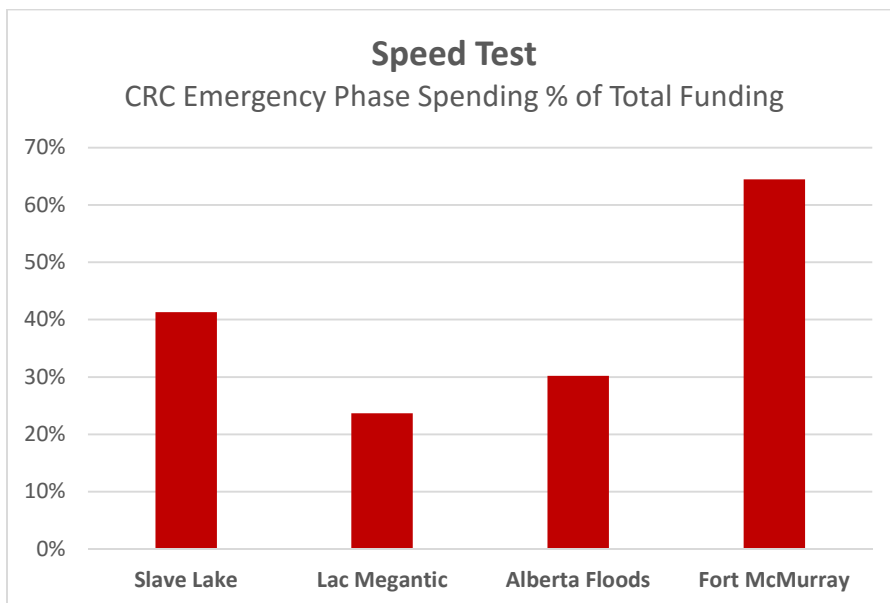 Speed Test
CRC Emergency Phase Spending % of Total Funding
70%
60%
50%
40%
30%
20%
10%
0%
Slave Lake Lac Megantic Alberta Floods Fort McMurray